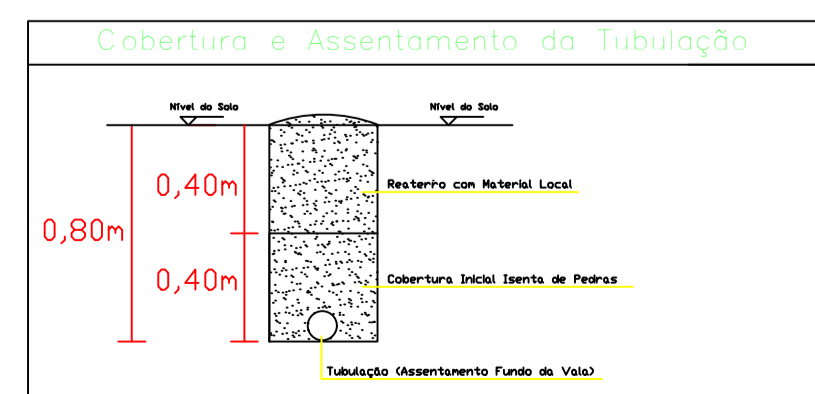 Cobertura e Assentamento da Tubulação
Nível do Solo
Nível do Solo
0,40m
Reaterro com Material Local
0,80m
0,40m
Cobertura Inicial Isenta de Pedras
Tubulação (Assentamento Fundo da Vala)